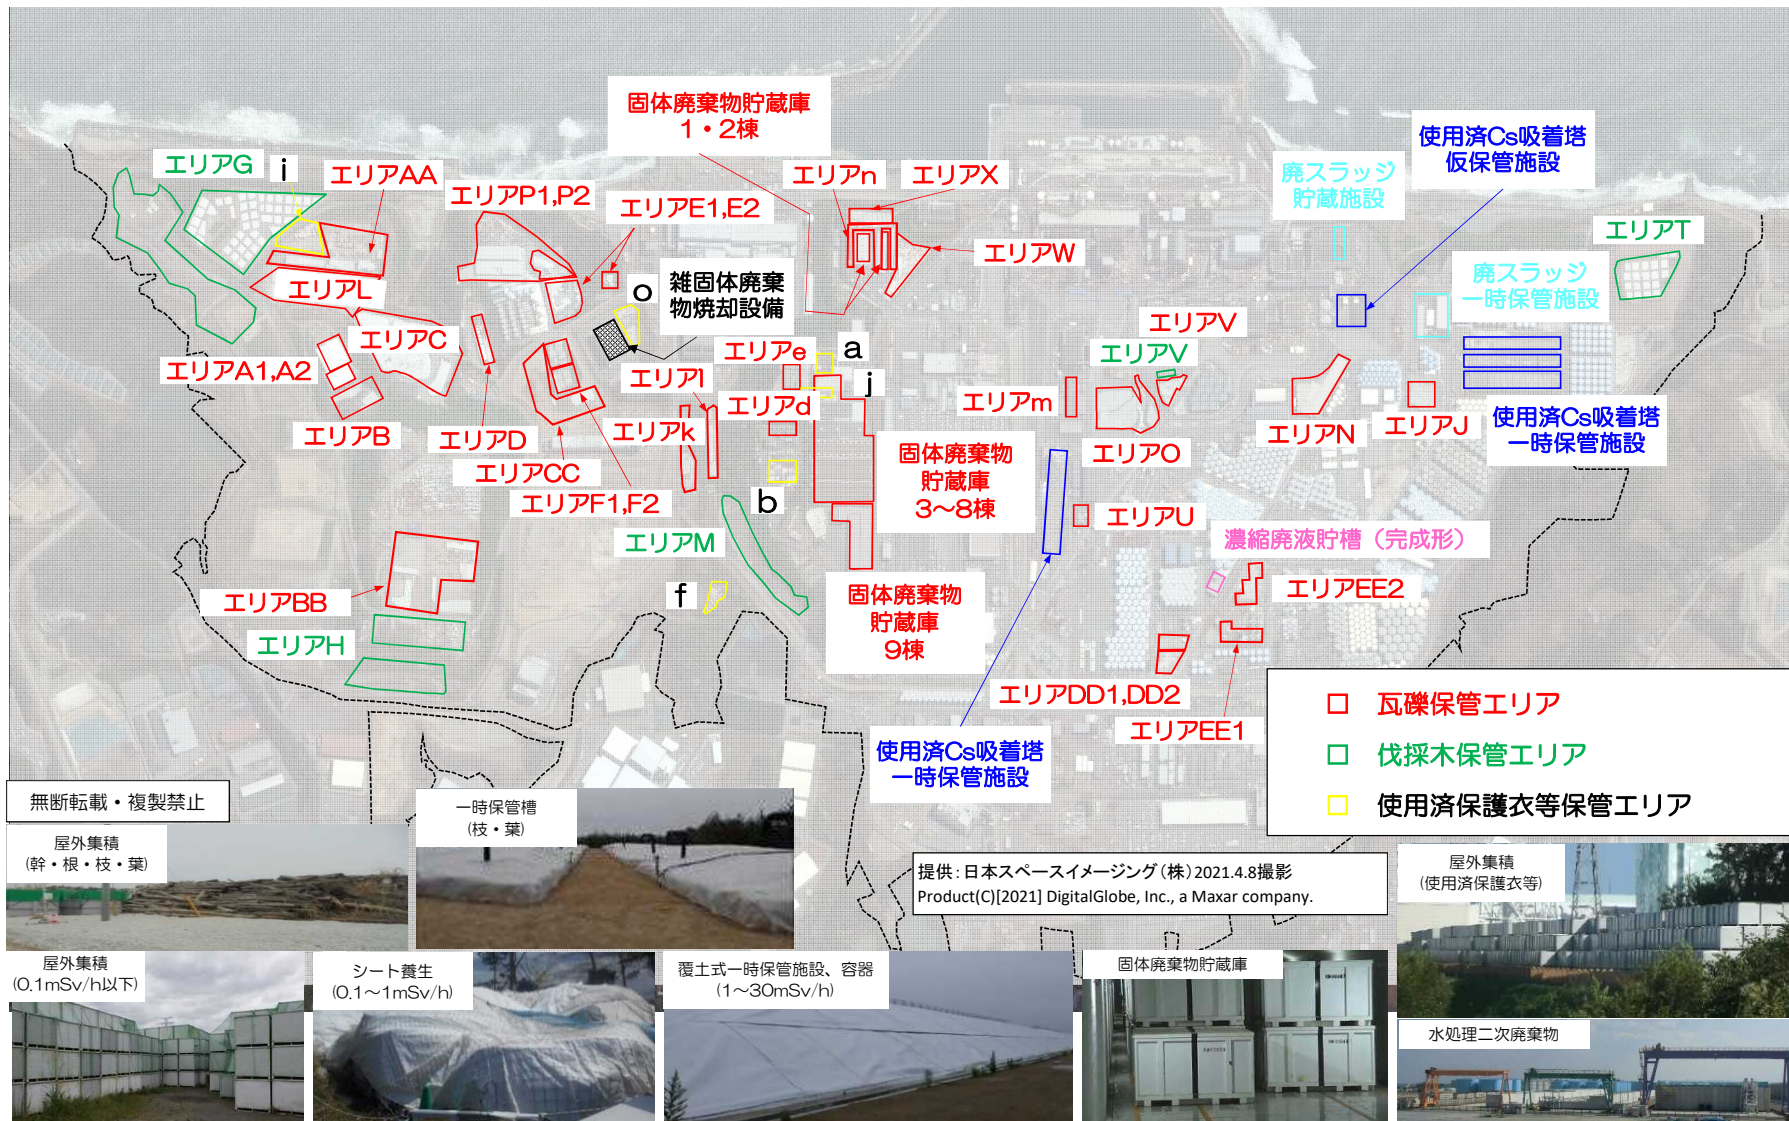 固体廃棄物貯蔵庫
1・2棟
使用済Cs吸着塔
仮保管施設
エリアG
i
エリアAA
エリアP1,P2
エリアn
エリアX
廃スラッジ
貯蔵施設
エリアE1,E2
エリアT
エリアW
廃スラッジ
一時保管施設
エリアL
o
雑固体廃棄
物焼却設備
エリアC
エリアV
エリアe
a
エリアV
エリアA1,A2
エリアl
j
エリアd
エリアm
エリアN
エリアJ
使用済Cs吸着塔
一時保管施設
エリアB
エリアD
エリアk
エリアO
エリアCC
固体廃棄物
貯蔵庫
3～8棟
エリアF1,F2
b
エリアU
エリアM
濃縮廃液貯槽（完成形）
エリアBB
f
固体廃棄物
貯蔵庫
9棟
エリアEE2
エリアH
エリアDD1,DD2
エリアEE1
使用済Cs吸着塔
一時保管施設
瓦礫保管エリア
伐採木保管エリア
使用済保護衣等保管エリア
無断転載・複製禁止
一時保管槽
(枝・葉)
屋外集積
(幹・根・枝・葉)
提供：日本スペースイメージング（株）2021.4.8撮影
Product(C)[2021] DigitalGlobe, Inc., a Maxar company.
屋外集積
(使用済保護衣等)
屋外集積
(0.1mSv/h以下)
シート養生
(0.1～1mSv/h)
覆土式一時保管施設、容器
(1～30mSv/h)
固体廃棄物貯蔵庫
水処理二次廃棄物